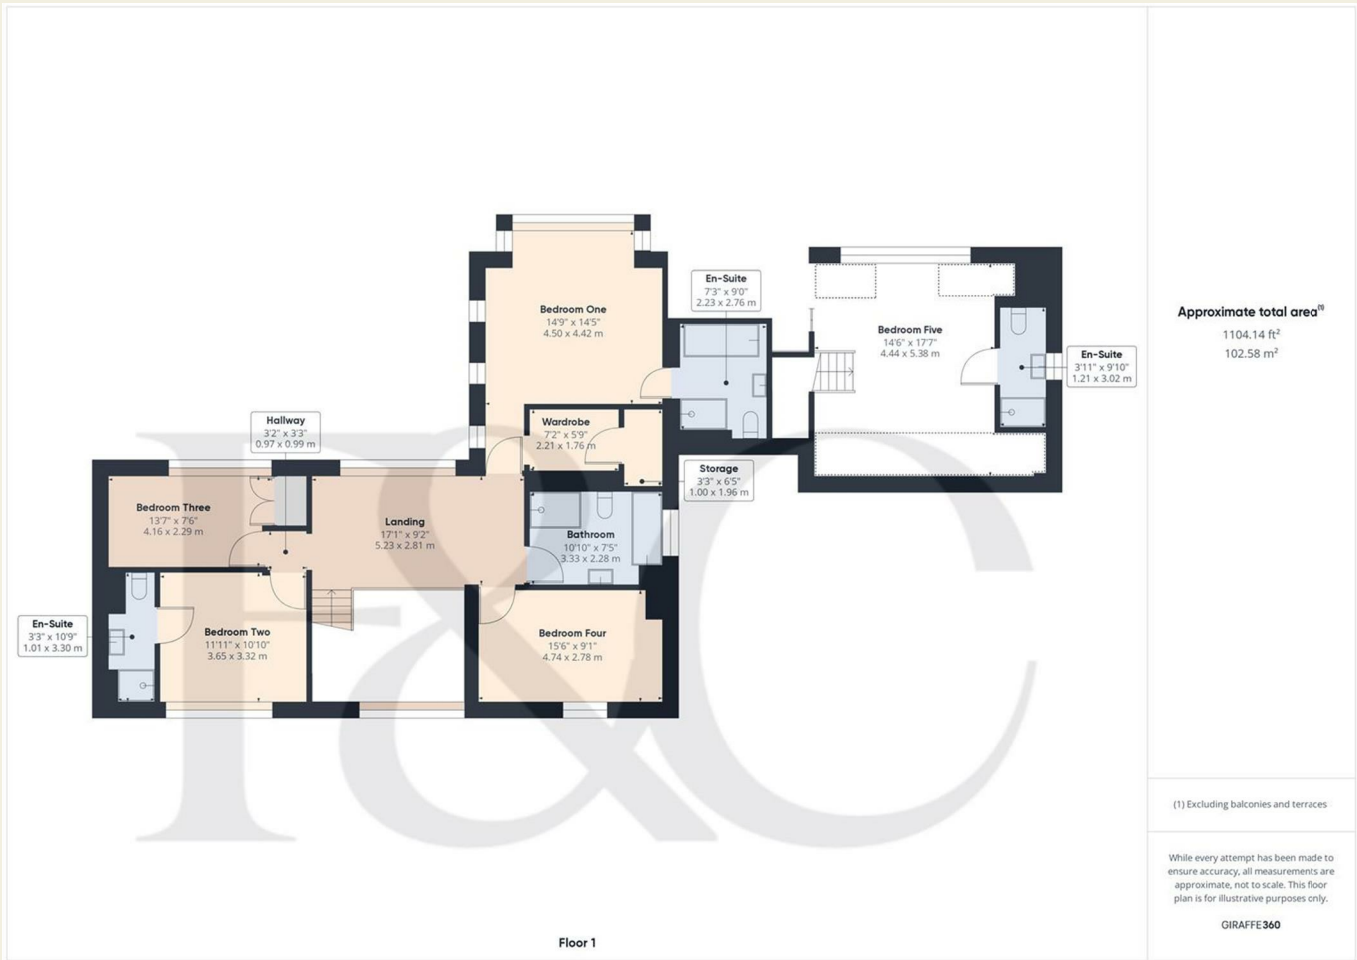 En-Suite
7'3" x 9'0"
2.23 x 2.76 m
Bedroom One
14'9" x 14'5"
4.50 x 4.42 m
Bedroom Five
14'6" x 17'7"
4.44 x 5.38 m
En-Suite
3'11" x 9'10"
1.21 x 3.02 m
Approximate total area(1)
1104.14 ft²
102.58 m²
Hallway
3'2" x 3'3"
0.97 x 0.99 m
Wardrobe
7'2" x 5'9"
2.21 x 1.76 m
Storage
3'3" x 6'5"
1.00 x 1.96 m
Bedroom Three
13'7" x 7'6"
4.16 x 2.29 m
Landing
17'1" x 9'2"
5.23 x 2.81 m
Bathroom
10'10" x 7'5"
3.33 x 2.28 m
En-Suite
3'3" x 10'9"
1.01 x 3.30 m
Bedroom Two
11'11" x 10'10"
3.65 x 3.32 m
Bedroom Four
15'6" x 9'1"
4.74 x 2.78 m
F&C
(1) Excluding balconies and terraces
While every attempt has been made to
ensure accuracy, all measurements are
approximate, not to scale. This floor
plan is for illustrative purposes only.
GIRAFFE360
Floor 1